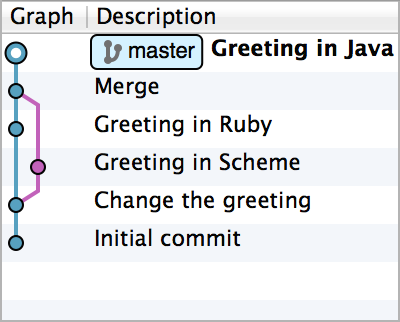 Graph Description
master Greeting in Java
Merge
Greeting in Ruby
Greeting in Scheme
Change the greeting
Initial commit